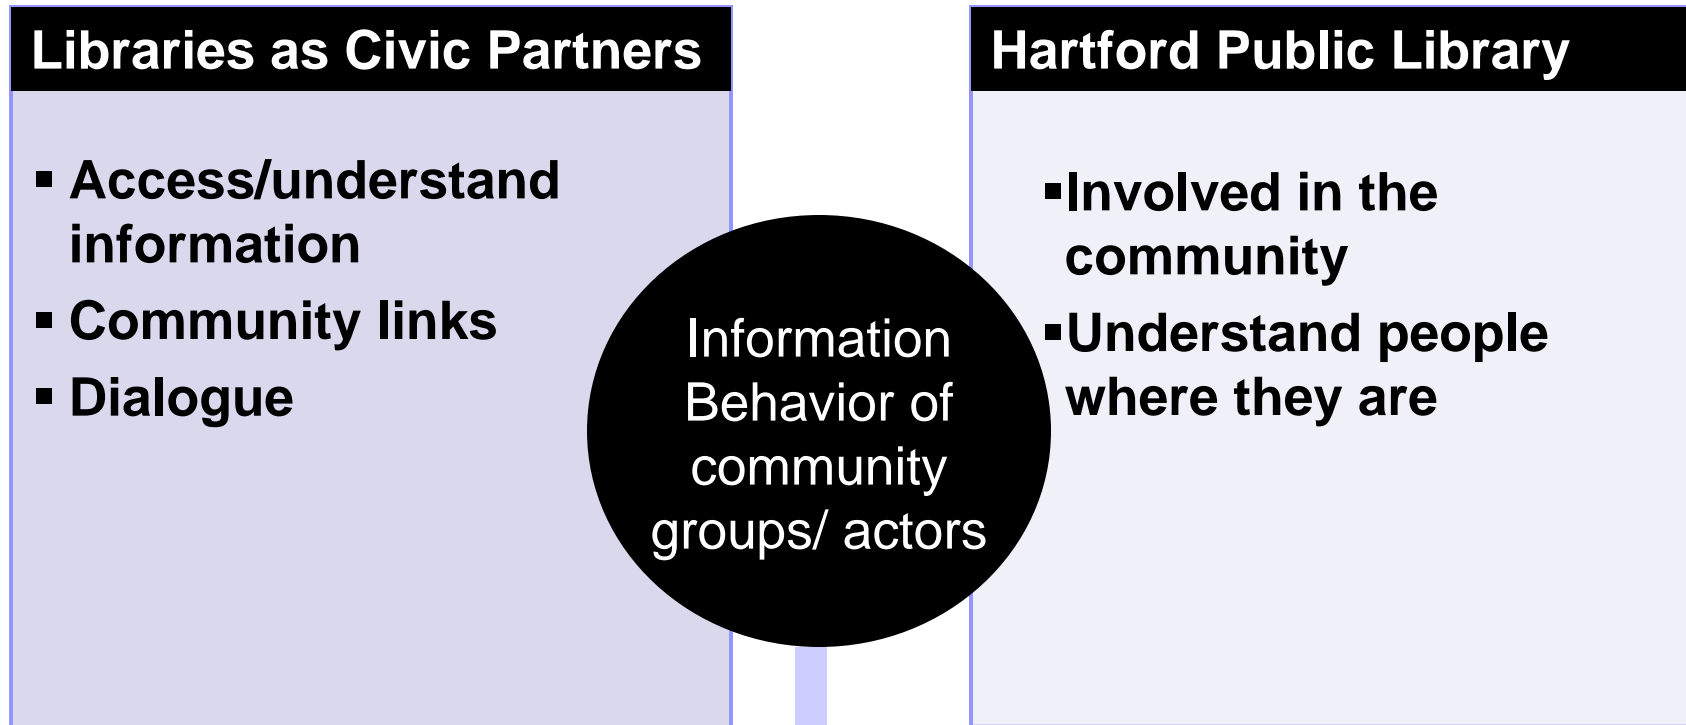 Libraries as Civic Partners
▪ Access/understand
information
▪ Community links
▪ Dialogue
Information
Behavior of
community
groups/ actors
Hartford Public Library
▪Involved in the
community
▪Understand people
where they are